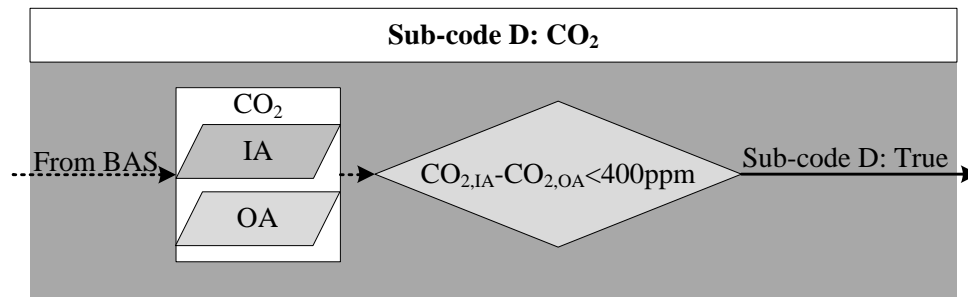 Sub-code D: CO₂
CO₂
From BAS
IA
OA
CO₂,IA-CO₂,OA<400ppm
Sub-code D: True